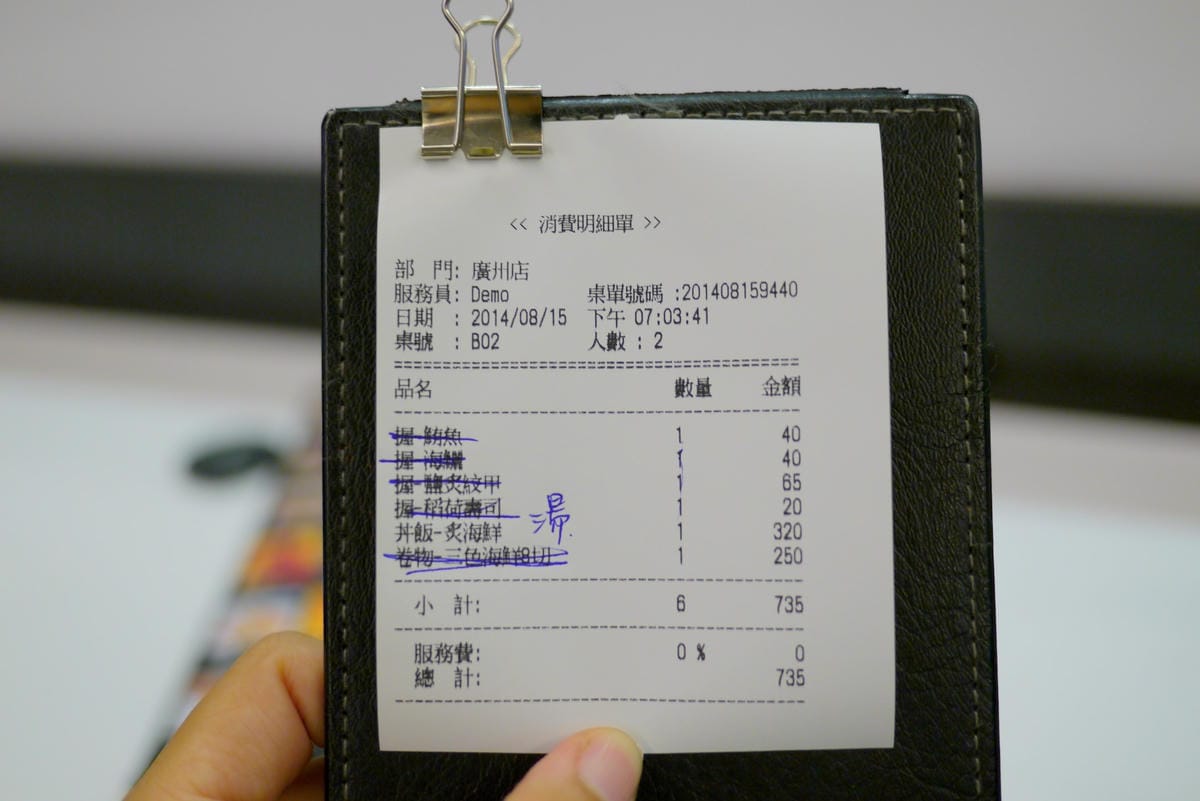 << 消費明細單 >>
部 門: 廣州店
服務員: Demo 桌單號碼 :201408159440
日期 : 2014/08/15 下午 07:03:41
桌號 : B02 人數 : 2
品名 數量 金額
握-鮪魚 1 40
握-海鱺 1 40
握-鹽炙紋甲 1 65
握-稻荷壽司 1 20
湯
丼飯-炙海鮮 1 320
卷物-三色海鮮8切 1 250
小 計: 6 735
服務費: 0 % 0
總 計: 735